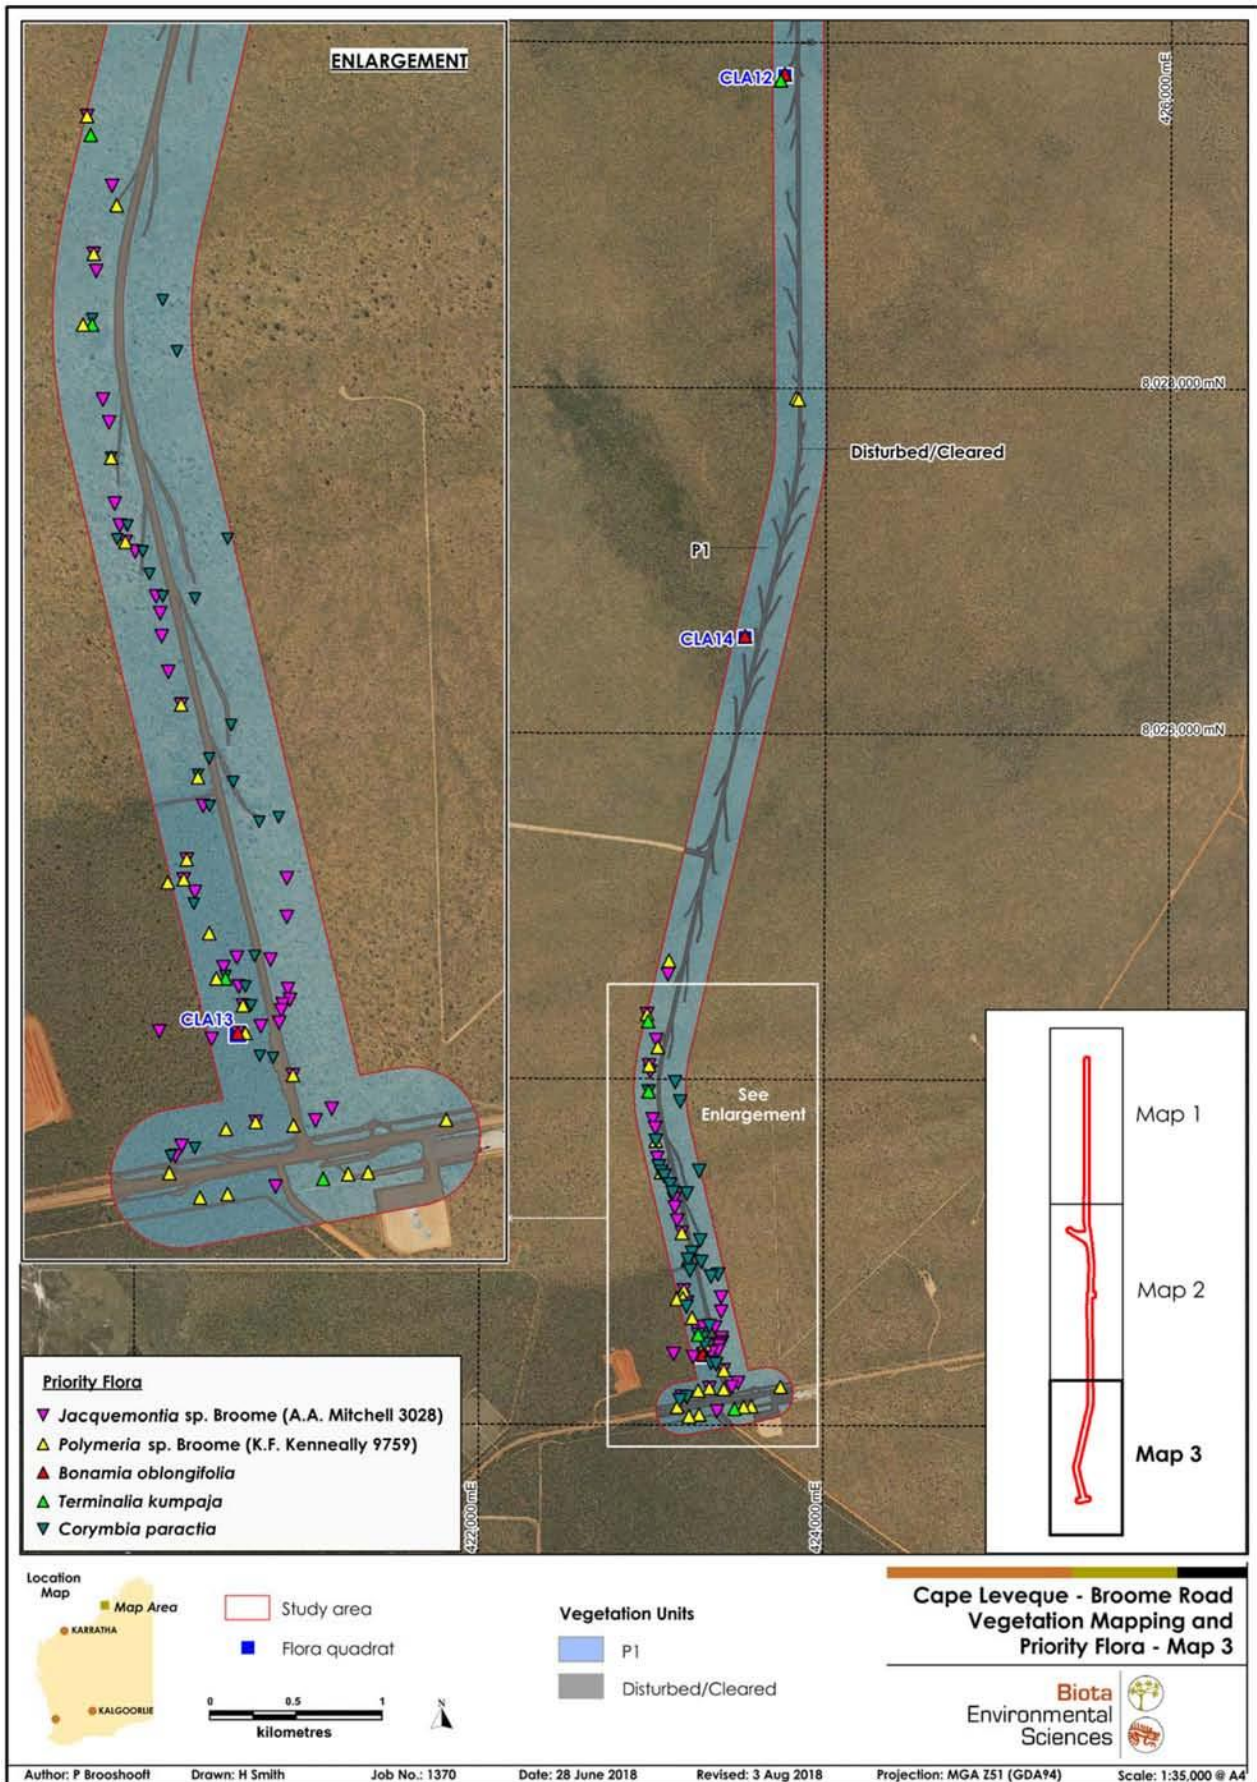 ENLARGEMENT
CLA12
426,000 mE
8,028,000 mN
Disturbed/Cleared
P1
CLA14
8,026,000 mN
CLA13
See
Enlargement
Map 1
Map 2
Map 3
422,000 mE
424,000 mE
Priority Flora
Jacquemontia sp. Broome (A.A. Mitchell 3028)
Polymeria sp. Broome (K.F. Kenneally 9759)
Bonamia oblongifolia
Terminalia kumpaja
Corymbia paractia
Location
Map
Map Area
KARRATHA
KALGOORLIE
Study area
Flora quadrat
0 0.5 1
kilometres
N
Vegetation Units
P1
Disturbed/Cleared
Cape Leveque - Broome Road
Vegetation Mapping and
Priority Flora - Map 3
Biota
Environmental
Sciences
Author: P Brooshooft Drawn: H Smith Job No.: 1370 Date: 28 June 2018 Revised: 3 Aug 2018 Projection: MGA Z51 (GDA94) Scale: 1:35,000 @ A4